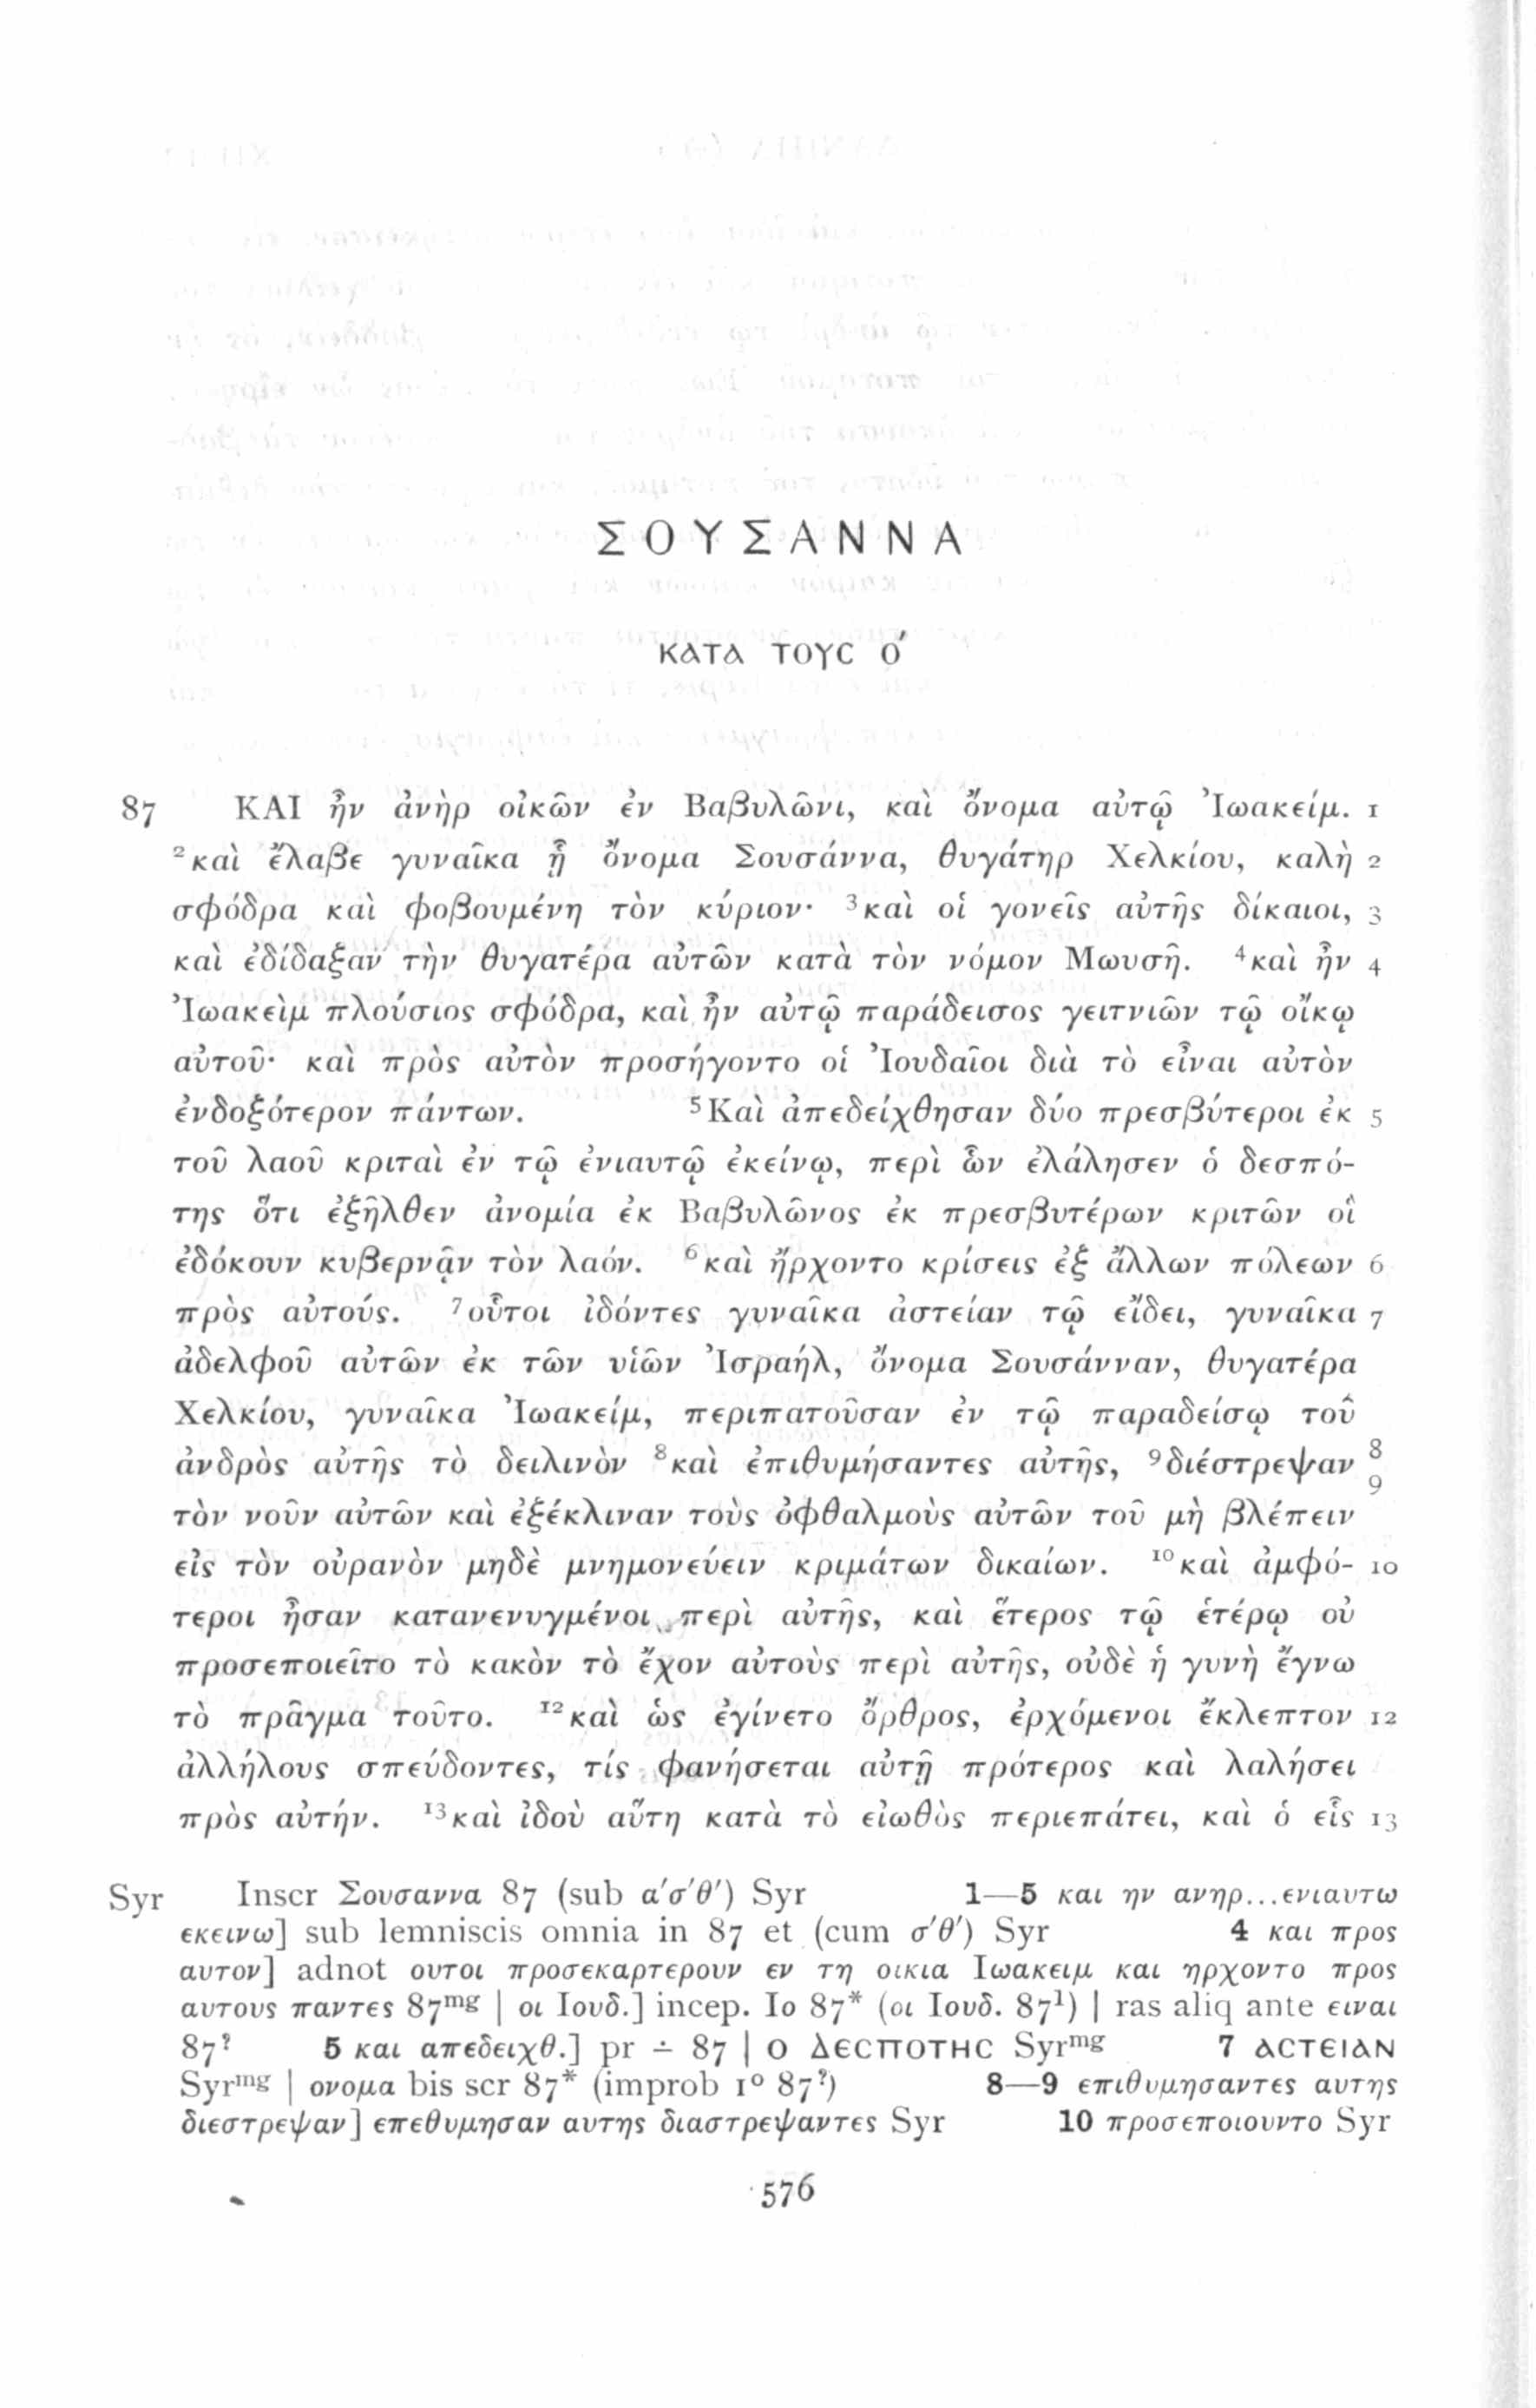 ΣΟΥΣΑΝΝΑ
ΚΑΤΑ ΤΟΥϹ Ο´
87 ΚΑΙ ἦν ἀνὴρ οἰκῶν ἐν Βαβυλῶνι, καὶ ὄνομα αὐτῷ Ἰωακείμ. 1
²καὶ ἔλαβε γυναῖκα ᾗ ὄνομα Σουσάννα, θυγάτηρ Χελκίου, καλὴ 2
σφόδρα καὶ φοβουμένη τὸν κύριον· ³καὶ οἱ γονεῖς αὐτῆς δίκαιοι, 3
καὶ ἐδίδαξαν τὴν θυγατέρα αὐτῶν κατὰ τὸν νόμον Μωυσῆ. ⁴καὶ ἦν 4
Ἰωακεὶμ πλούσιος σφόδρα, καὶ ἦν αὐτῷ παράδεισος γειτνιῶν τῷ οἴκῳ
αὐτοῦ· καὶ πρὸς αὐτὸν προσήγοντο οἱ Ἰουδαῖοι διὰ τὸ εἶναι αὐτὸν
ἐνδοξότερον πάντων. ⁵Καὶ ἀπεδείχθησαν δύο πρεσβύτεροι ἐκ 5
τοῦ λαοῦ κριταὶ ἐν τῷ ἐνιαυτῷ ἐκείνῳ, περὶ ὧν ἐλάλησεν ὁ δεσπό-
της ὅτι ἐξῆλθεν ἀνομία ἐκ Βαβυλῶνος ἐκ πρεσβυτέρων κριτῶν οἳ
ἐδόκουν κυβερνᾷν τὸν λαόν. ⁶καὶ ἤρχοντο κρίσεις ἐξ ἄλλων πόλεων 6
πρὸς αὐτούς. ⁷οὗτοι ἰδόντες γυναῖκα ἀστείαν τῷ εἴδει, γυναῖκα 7
ἀδελφοῦ αὐτῶν ἐκ τῶν υἱῶν Ἰσραήλ, ὄνομα Σουσάνναν, θυγατέρα
Χελκίου, γυναῖκα Ἰωακείμ, περιπατοῦσαν ἐν τῷ παραδείσῳ τοῦ
ἀνδρὸς αὐτῆς τὸ δειλινὸν ⁸καὶ ἐπιθυμήσαντες αὐτῆς, ⁹διέστρεψαν 8 9
τὸν νοῦν αὐτῶν καὶ ἐξέκλιναν τοὺς ὀφθαλμοὺς αὐτῶν τοῦ μὴ βλέπειν
εἰς τὸν οὐρανὸν μηδὲ μνημονεύειν κριμάτων δικαίων. ¹⁰καὶ ἀμφό- 10
τεροι ἦσαν κατανενυγμένοι περὶ αὐτῆς, καὶ ἕτερος τῷ ἑτέρῳ οὐ
προσεποιεῖτο τὸ κακὸν τὸ ἔχον αὐτοὺς περὶ αὐτῆς, οὐδὲ ἡ γυνὴ ἔγνω
τὸ πρᾶγμα τοῦτο. ¹²καὶ ὡς ἐγίνετο ὄρθρος, ἐρχόμενοι ἔκλεπτον 12
ἀλλήλους σπεύδοντες, τίς φανήσεται αὐτῇ πρότερος καὶ λαλήσει
πρὸς αὐτήν. ¹³καὶ ἰδοὺ αὕτη κατὰ τὸ εἰωθὸς περιεπάτει, καὶ ὁ εἷς 13
Syr Inscr Σουσαννα 87 (sub α΄σ΄θ΄) Syr 1—5 και ην ανηρ...ενιαυτω
εκεινω] sub lemniscis omnia in 87 et (cum σ΄θ΄) Syr 4 και προς
αυτον] adnot ουτοι προσεκαρτερουν εν τη οικια Ιωακειμ και ηρχοντο προς
αυτους παντες 87ᵐᵍ | οι Ιουδ.] incep. Ιο 87* (οι Ιουδ. 87¹) | ras aliq ante ειναι
87ˀ 5 και απεδειχθ.] pr ÷ 87 | ο ΔΕϹΠΟΤΗϹ Syrᵐᵍ 7 ΑϹΤΕΙΑΝ
Syrᵐᵍ | ονομα bis scr 87* (improb 1º 87ˀ) 8—9 επιθυμησαντες αυτης
διεστρεψαν] επεθυμησαν αυτης διαστρεψαντες Syr 10 προσεποιουντο Syr
576